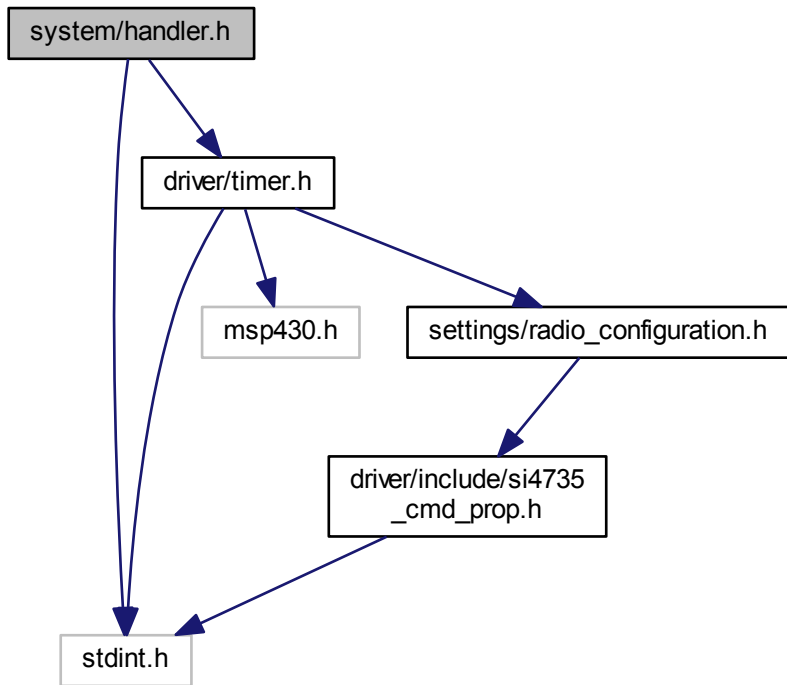 system/handler.h
driver/timer.h
msp430.h
settings/radio_configuration.h
driver/include/si4735
_cmd_prop.h
stdint.h